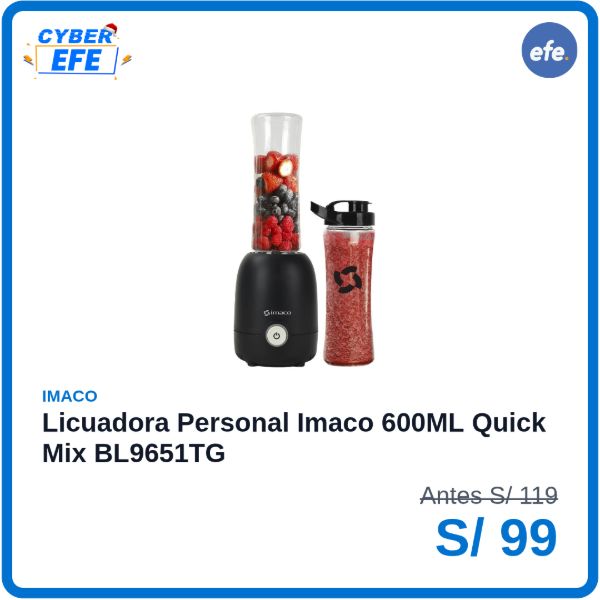 CYBER
EFE
efe.
imaco
IMACO
Licuadora Personal Imaco 600ML Quick
Mix BL9651TG
Antes S/ 119
S/ 99